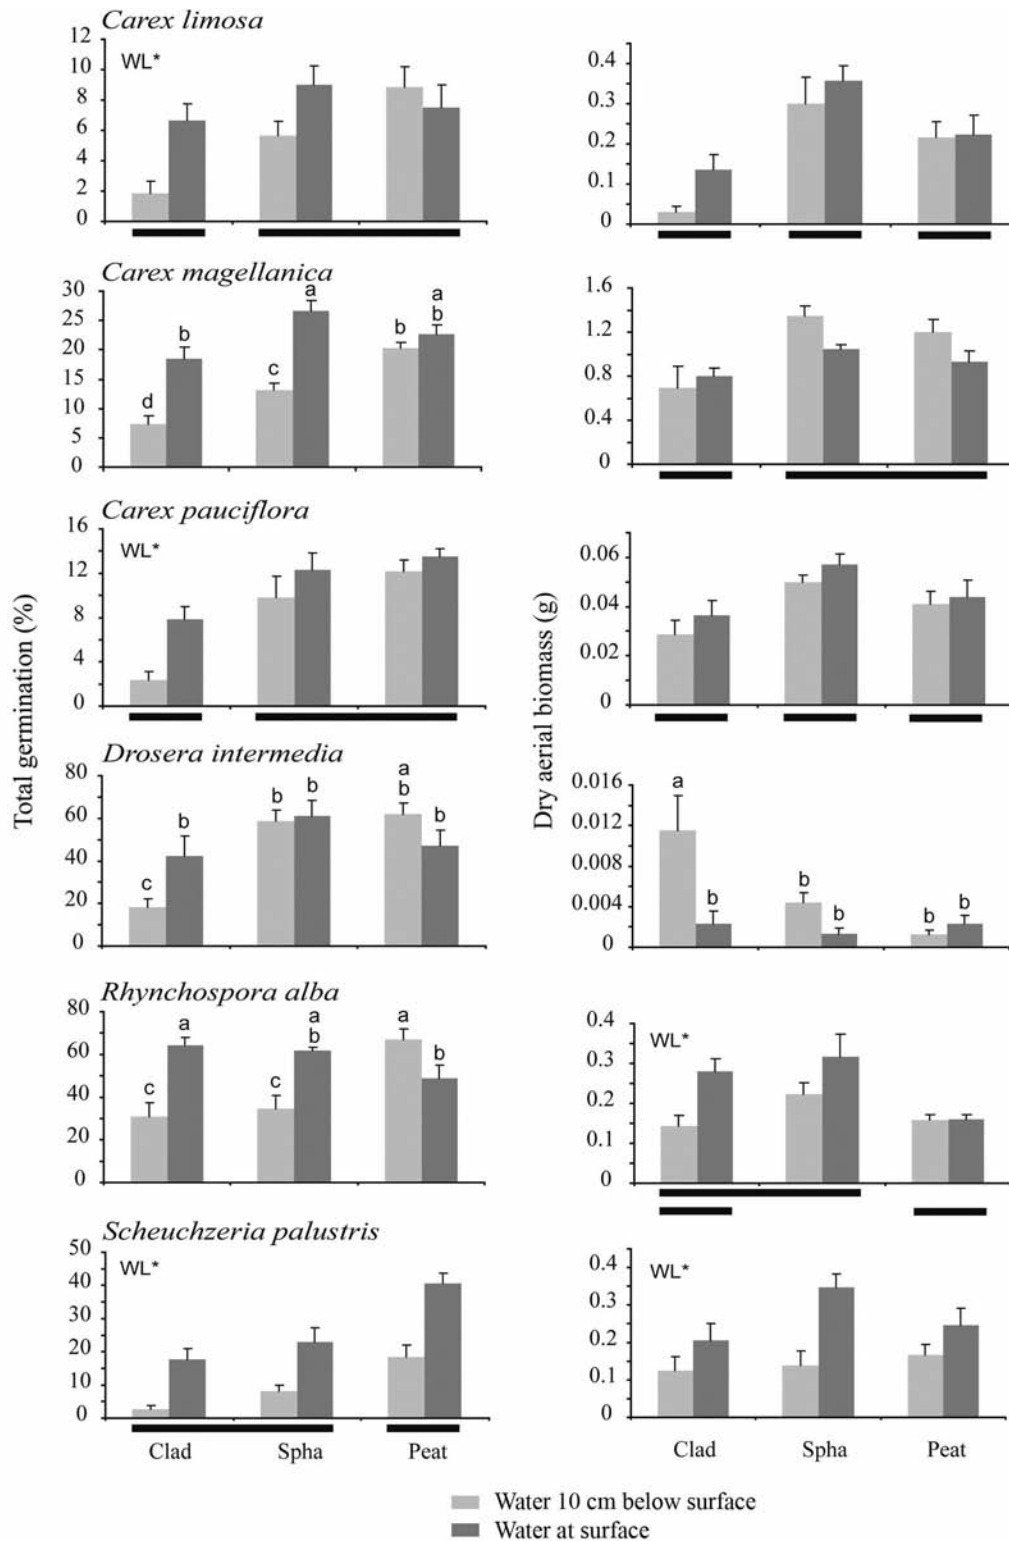 Carex limosa
WL*
12
10
8
6
4
2
0
0.4
0.3
0.2
0.1
0
Carex magellanica
30
25
20
15
10
5
0
d
b
c
a
b
a
b
1.6
1.2
0.8
0.4
0
Carex pauciflora
WL*
16
12
8
4
0
0.06
0.04
0.02
0
Total germination (%)
Dry aerial biomass (g)
Drosera intermedia
80
60
40
20
0
c
b
b
b
a
b
b
0.016
0.012
0.008
0.004
0
a
b
b
b
b
b
Rhynchospora alba
80
60
40
20
0
c
a
c
a
b
a
b
WL*
0.4
0.3
0.2
0.1
0
Scheuchzeria palustris
WL*
50
40
30
20
10
0
WL*
0.4
0.3
0.2
0.1
0
Clad Spha Peat
Clad Spha Peat
Water 10 cm below surface
Water at surface